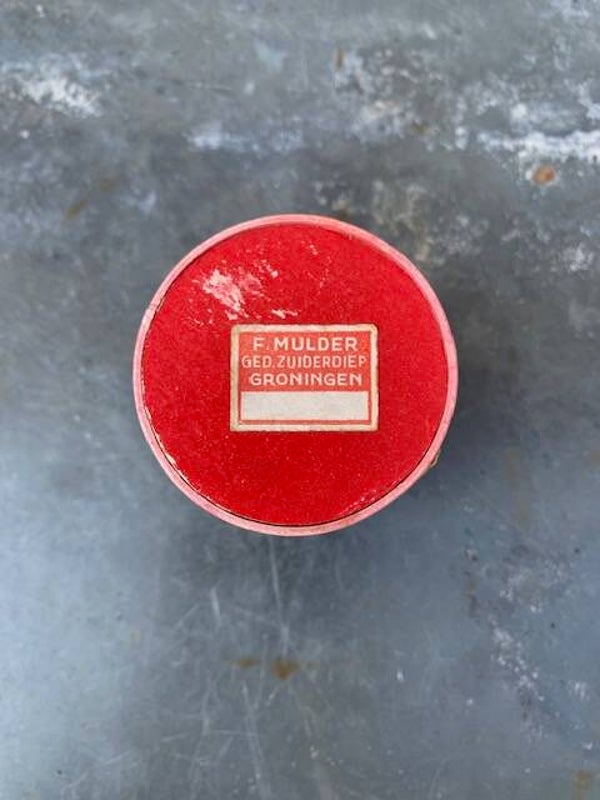 F. MULDER
GED. ZUIDERDIEP
GRONINGEN